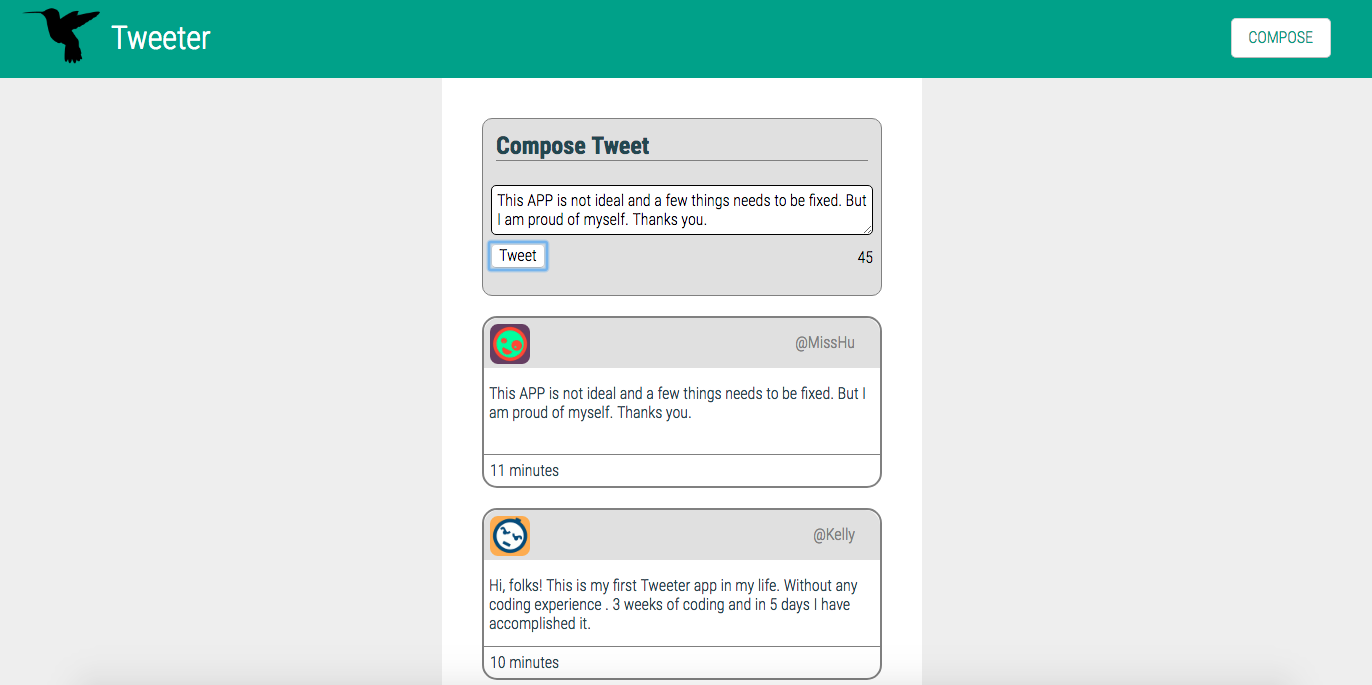 Tweeter
COMPOSE
Compose Tweet
This APP is not ideal and a few things needs to be fixed. But
I am proud of myself. Thanks you.
Tweet
45
@MissHu
This APP is not ideal and a few things needs to be fixed. But I
am proud of myself. Thanks you.
11 minutes
@Kelly
Hi, folks! This is my first Tweeter app in my life. Without any
coding experience . 3 weeks of coding and in 5 days I have
accomplished it.
10 minutes